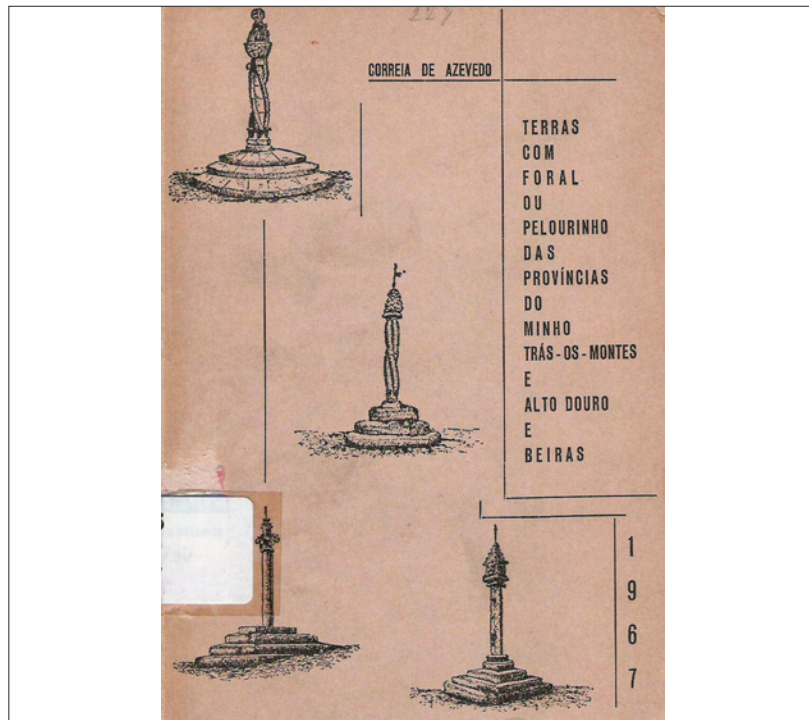 227
CORREIA DE AZEVEDO
TERRAS
COM
FORAL
OU
PELOURINHO
DAS
PROVÍNCIAS
DO
MINHO
TRÁS-OS-MONTES
E
ALTO DOURO
E
BEIRAS
1
9
6
7